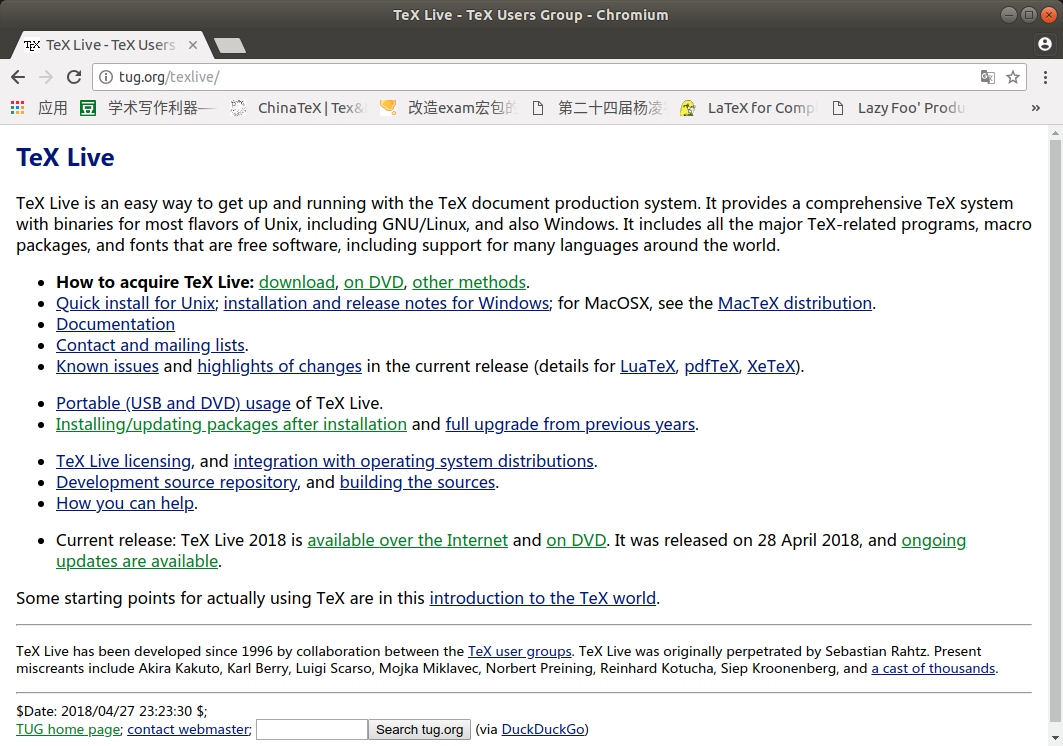 TeX Live - TeX Users Group - Chromium
TeX Live - TeX Users
tug.org/texlive/
应用 学术写作利器—— ChinaTeX | Tex& 改造exam宏包的 第二十四届杨凌 LaTeX for Comp Lazy Foo' Produ »
TeX Live
TeX Live is an easy way to get up and running with the TeX document production system. It provides a comprehensive TeX system
with binaries for most flavors of Unix, including GNU/Linux, and also Windows. It includes all the major TeX-related programs, macro
packages, and fonts that are free software, including support for many languages around the world.
• How to acquire TeX Live: download, on DVD, other methods.
• Quick install for Unix; installation and release notes for Windows; for MacOSX, see the MacTeX distribution.
• Documentation
• Contact and mailing lists.
• Known issues and highlights of changes in the current release (details for LuaTeX, pdfTeX, XeTeX).
• Portable (USB and DVD) usage of TeX Live.
• Installing/updating packages after installation and full upgrade from previous years.
• TeX Live licensing, and integration with operating system distributions.
• Development source repository, and building the sources.
• How you can help.
• Current release: TeX Live 2018 is available over the Internet and on DVD. It was released on 28 April 2018, and ongoing
updates are available.
Some starting points for actually using TeX are in this introduction to the TeX world.
TeX Live has been developed since 1996 by collaboration between the TeX user groups. TeX Live was originally perpetrated by Sebastian Rahtz. Present
miscreants include Akira Kakuto, Karl Berry, Luigi Scarso, Mojka Miklavec, Norbert Preining, Reinhard Kotucha, Siep Kroonenberg, and a cast of thousands.
$Date: 2018/04/27 23:23:30 $;
TUG home page; contact webmaster; Search tug.org (via DuckDuckGo)